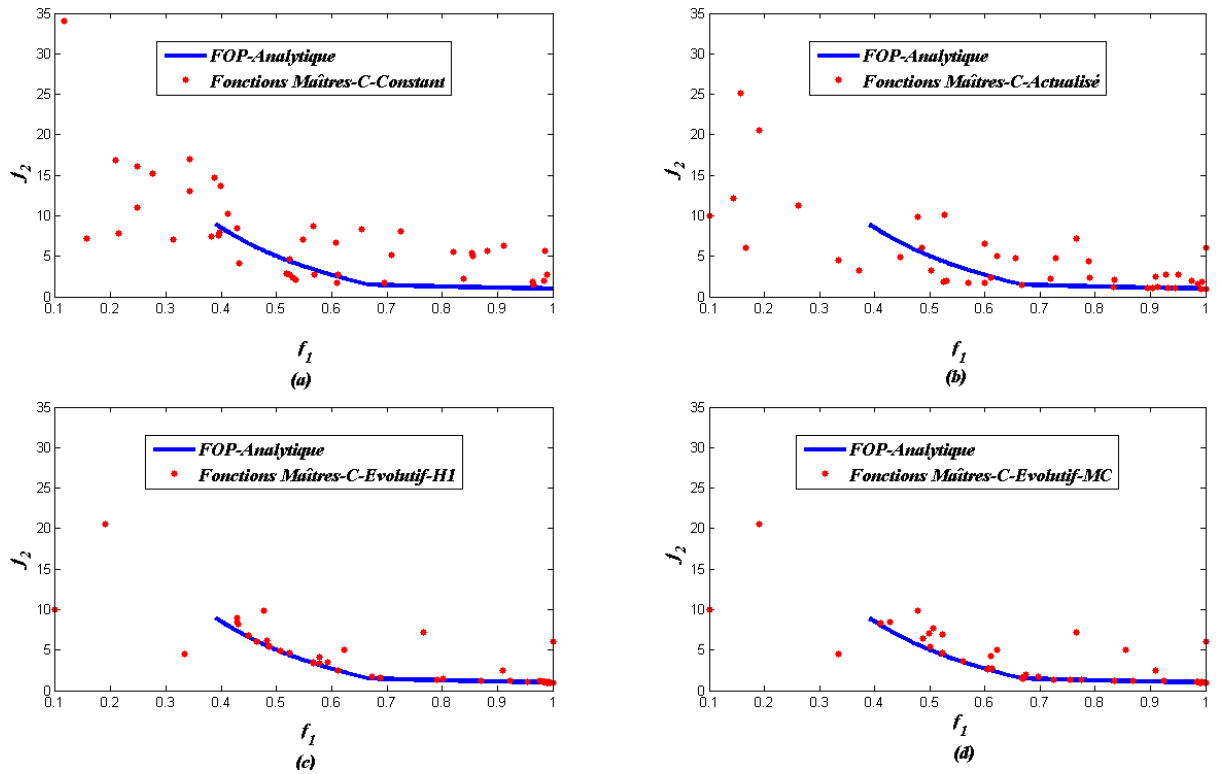 35
30
25
20
15
10
5
0
0.1 0.2 0.3 0.4 0.5 0.6 0.7 0.8 0.9 1
f2
FOP-Analytique
Fonctions Maîtres-C-Constant
f1
(a)
35
30
25
20
15
10
5
0
0.1 0.2 0.3 0.4 0.5 0.6 0.7 0.8 0.9 1
f2
FOP-Analytique
Fonctions Maîtres-C-Actualisé
f1
(b)
35
30
25
20
15
10
5
0
0.1 0.2 0.3 0.4 0.5 0.6 0.7 0.8 0.9 1
f2
FOP-Analytique
Fonctions Maîtres-C-Evolutif-H1
f1
(c)
35
30
25
20
15
10
5
0
0.1 0.2 0.3 0.4 0.5 0.6 0.7 0.8 0.9 1
f2
FOP-Analytique
Fonctions Maîtres-C-Evolutif-MC
f1
(d)